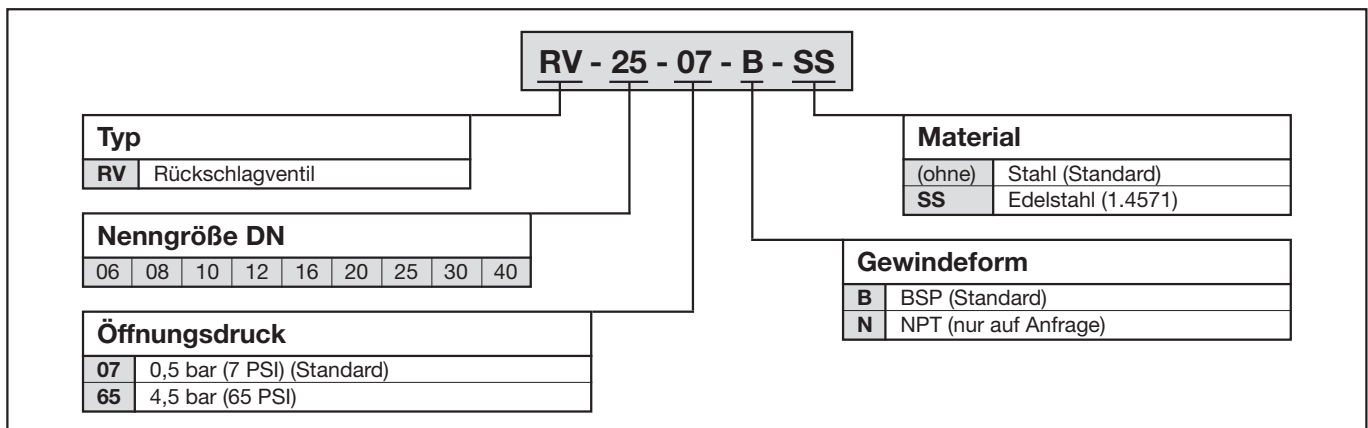 RV - 25 - 07 - B - SS
Typ
RV Rückschlagventil
Nenngröße DN
06 08 10 12 16 20 25 30 40
Öffnungsdruck
07 0,5 bar (7 PSI) (Standard)
65 4,5 bar (65 PSI)
Material
(ohne) Stahl (Standard)
SS Edelstahl (1.4571)
Gewindeform
B BSP (Standard)
N NPT (nur auf Anfrage)